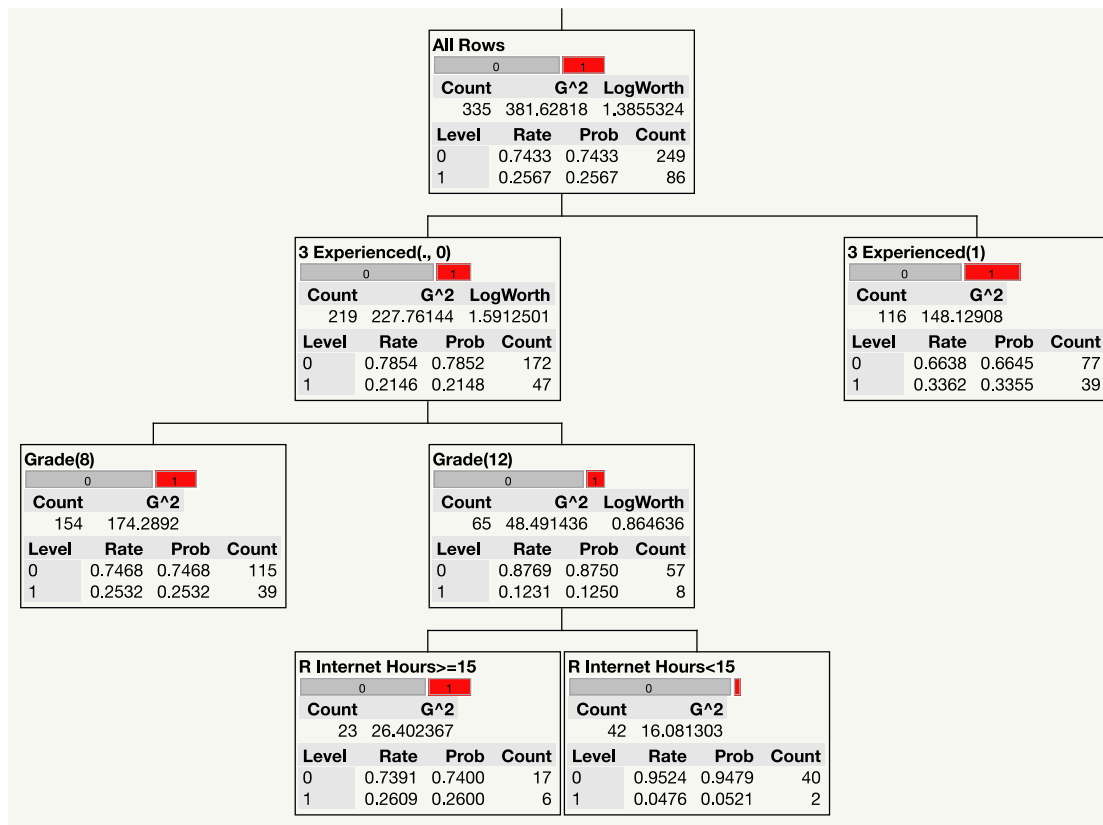 All Rows
0 1
Count G^2 LogWorth
335 381.62818 1.3855324
Level Rate Prob Count
0 0.7433 0.7433 249
1 0.2567 0.2567 86
3 Experienced(., 0)
0 1
Count G^2 LogWorth
219 227.76144 1.5912501
Level Rate Prob Count
0 0.7854 0.7852 172
1 0.2146 0.2148 47
3 Experienced(1)
0 1
Count G^2
116 148.12908
Level Rate Prob Count
0 0.6638 0.6645 77
1 0.3362 0.3355 39
Grade(8)
0 1
Count G^2
154 174.2892
Level Rate Prob Count
0 0.7468 0.7468 115
1 0.2532 0.2532 39
Grade(12)
0 1
Count G^2 LogWorth
65 48.491436 0.864636
Level Rate Prob Count
0 0.8769 0.8750 57
1 0.1231 0.1250 8
R Internet Hours>=15
0 1
Count G^2
23 26.402367
Level Rate Prob Count
0 0.7391 0.7400 17
1 0.2609 0.2600 6
R Internet Hours<15
0
Count G^2
42 16.081303
Level Rate Prob Count
0 0.9524 0.9479 40
1 0.0476 0.0521 2